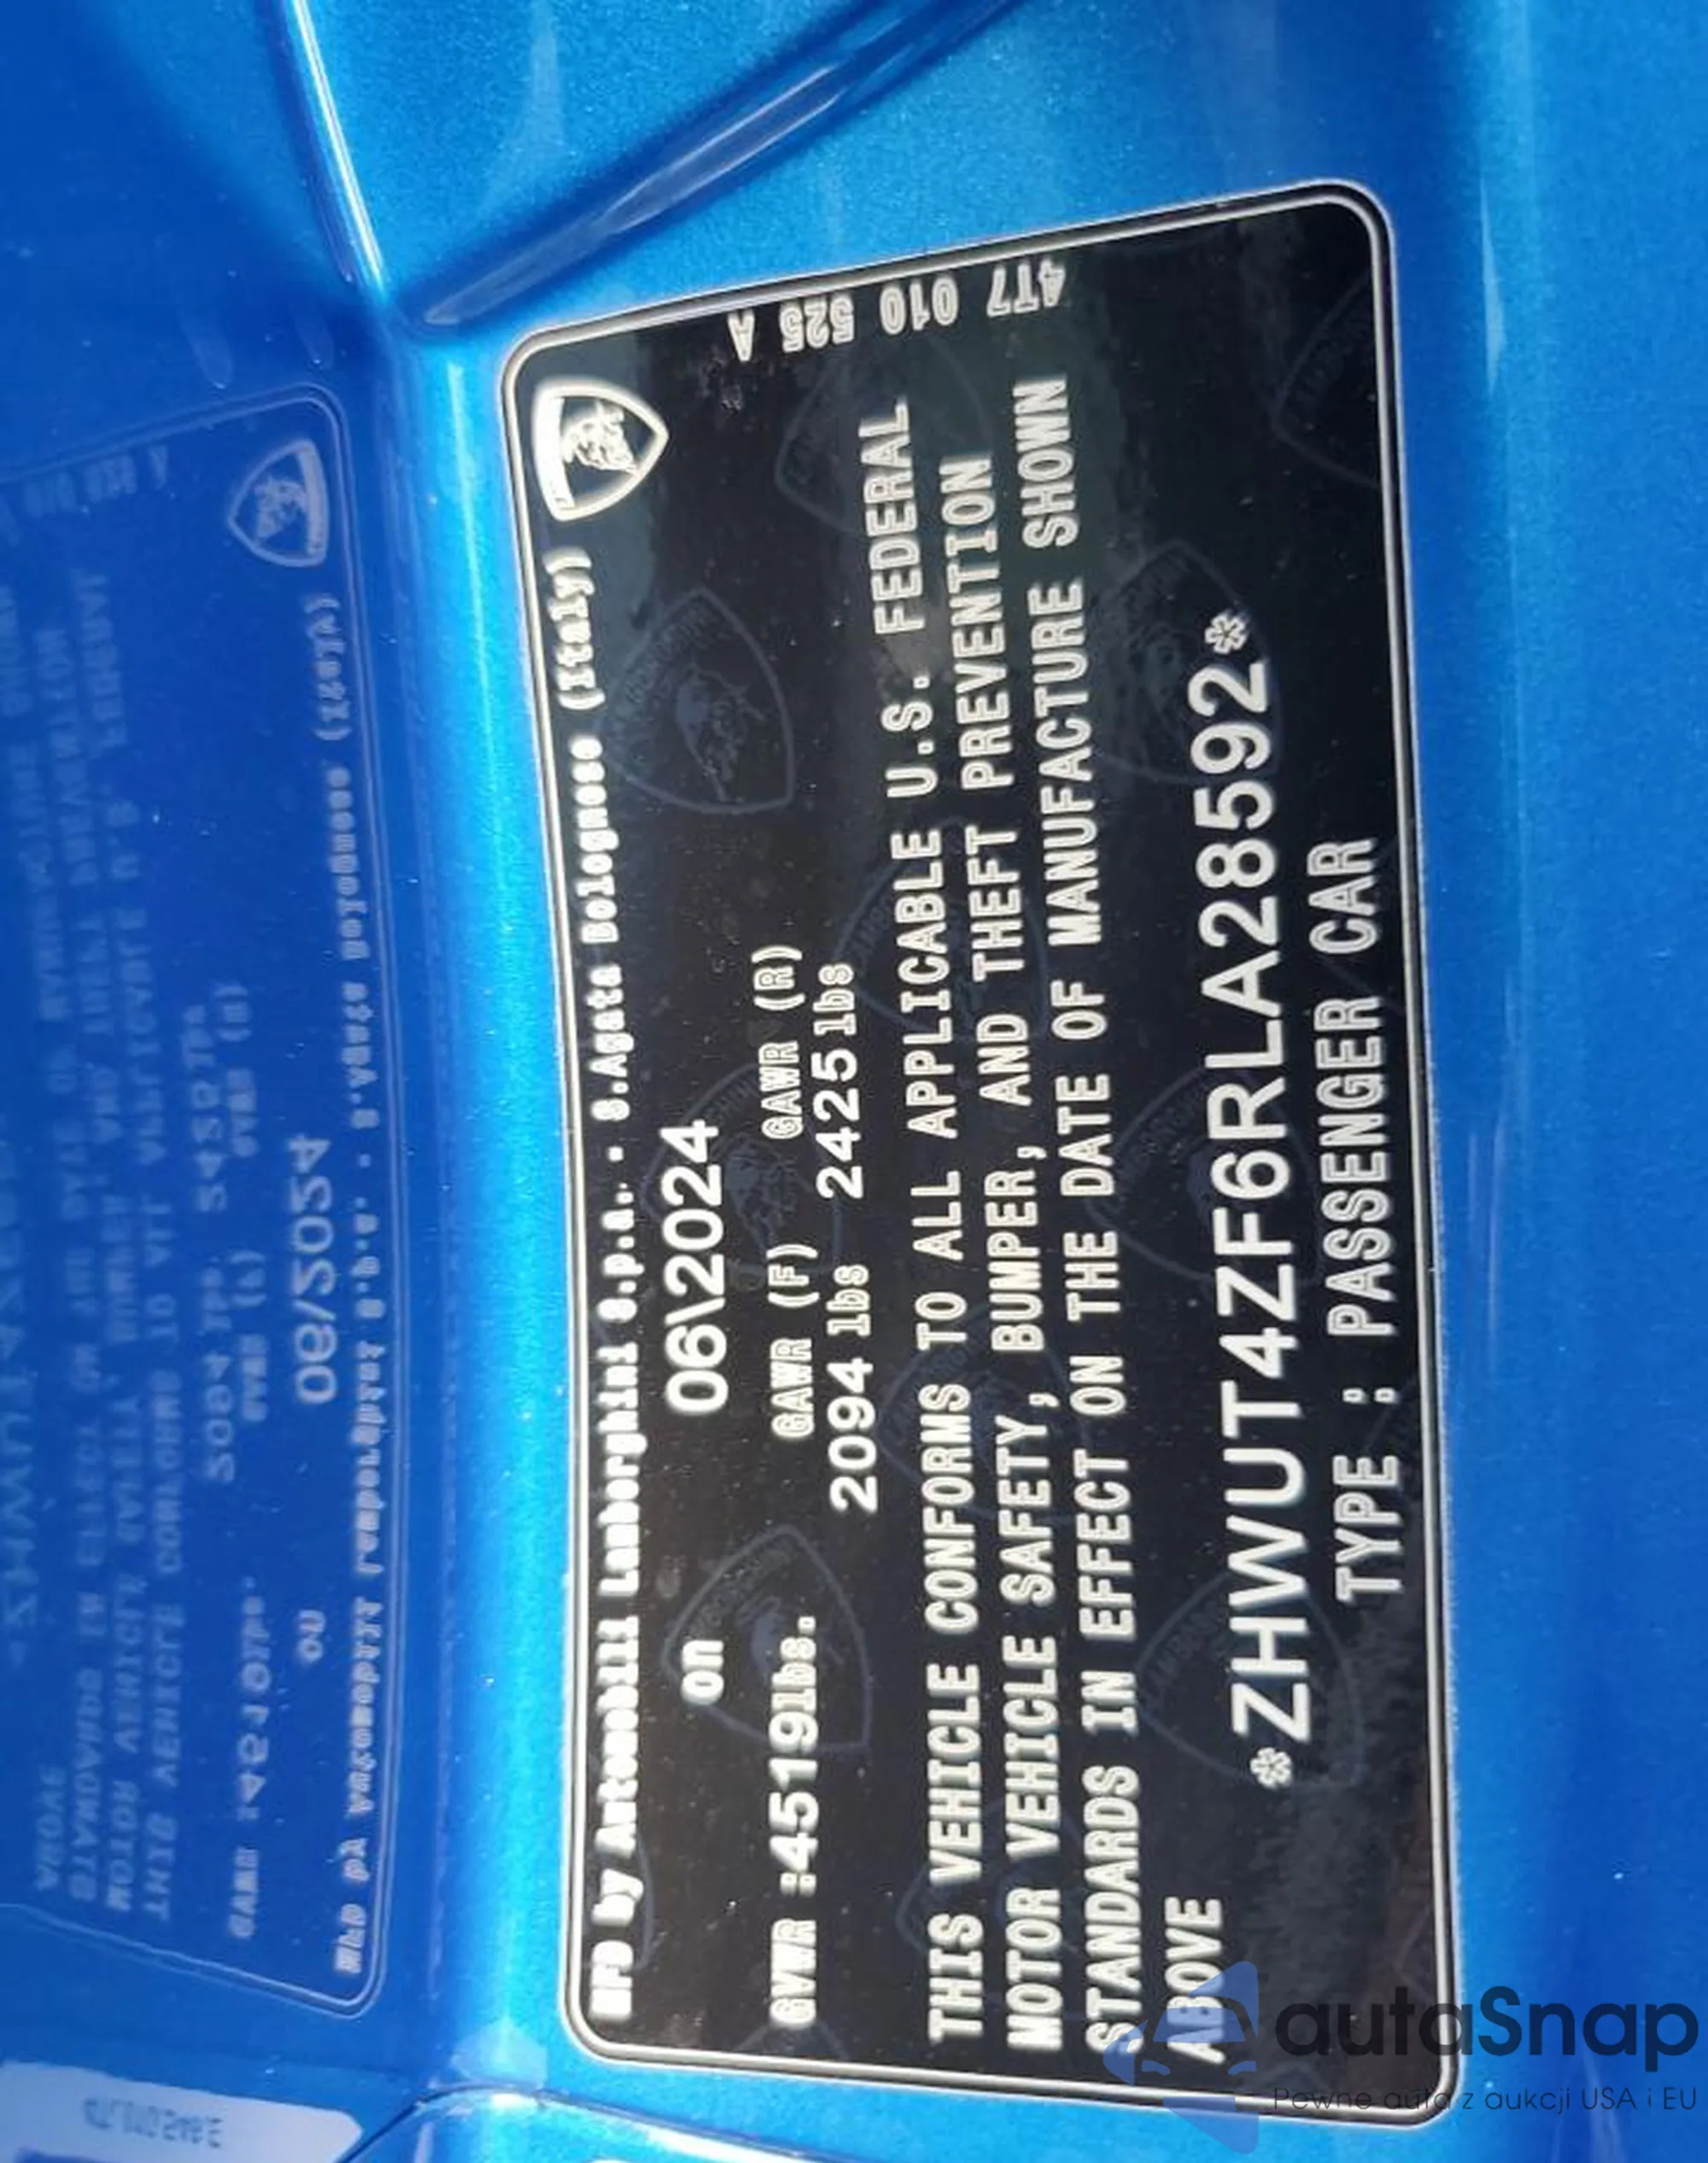 MFD by Automobili Lamborghini S.p.A. - S.Agata Bolognese (Italy)
on 06\2024
GVWR :4519lbs. GAWR (F) GAWR (R)
2094 lbs 2425 lbs
THIS VEHICLE CONFORMS TO ALL APPLICABLE U.S. FEDERAL
MOTOR VEHICLE SAFETY, BUMPER, AND THEFT PREVENTION
STANDARDS IN EFFECT ON THE DATE OF MANUFACTURE SHOWN
ABOVE
*ZHWUT4ZF6RLA28592*
TYPE : PASSENGER CAR
4T7 010 525 A
autaSnap
Pewne auta z aukcji USA i EU